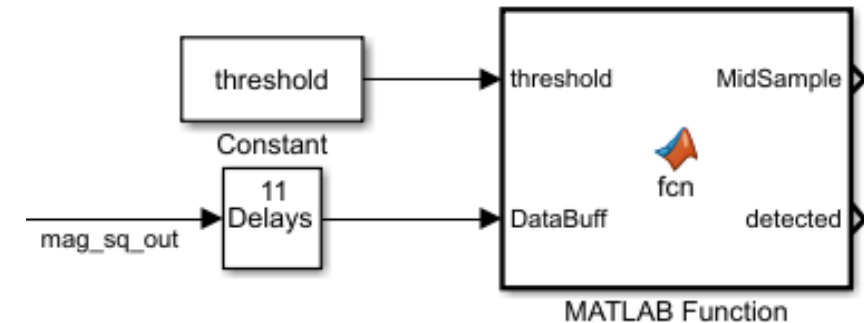 threshold
Constant
mag_sq_out
11
Delays
threshold
MidSample
fcn
DataBuff
detected
MATLAB Function